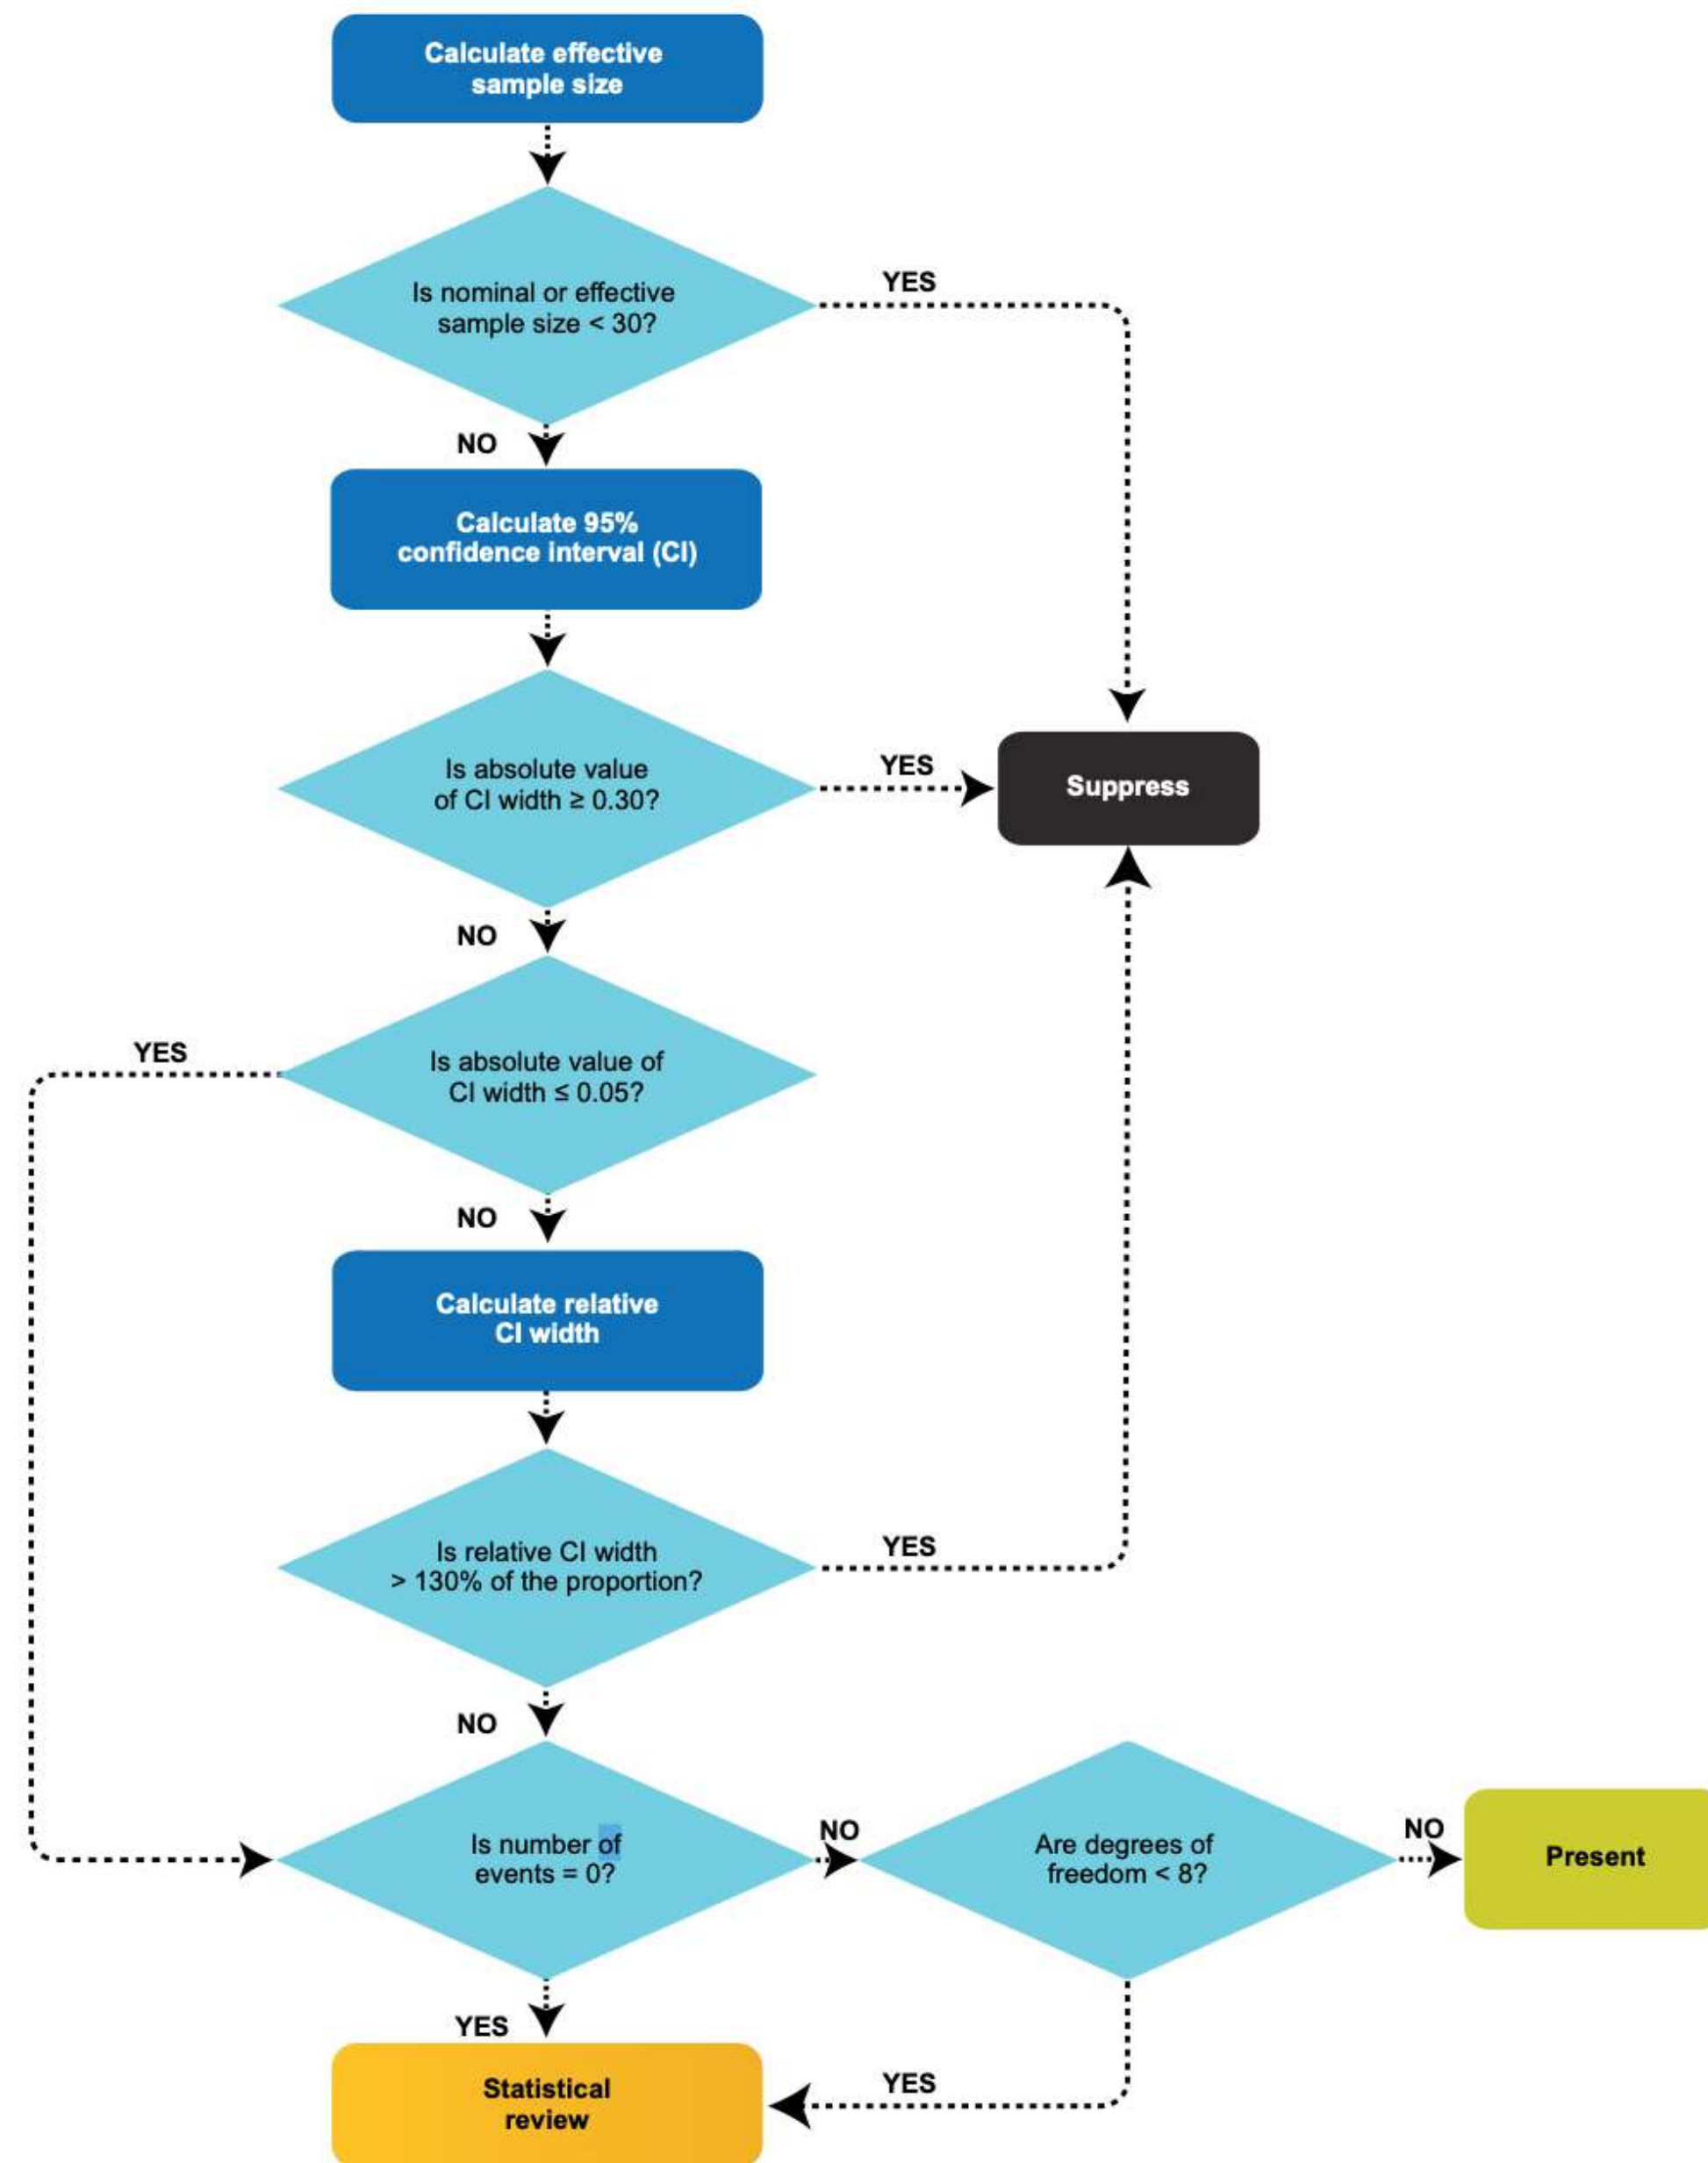 Calculate effective
sample size
Is nominal or effective
sample size < 30?
YES
NO
Calculate 95%
confidence interval (CI)
Is absolute value
of CI width ≥ 0.30?
YES
Suppress
NO
Is absolute value of
CI width ≤ 0.05?
YES
NO
Calculate relative
CI width
Is relative CI width
> 130% of the proportion?
YES
NO
Is number of
events = 0?
NO
Are degrees of
freedom < 8?
NO
Present
YES
Statistical
review
YES